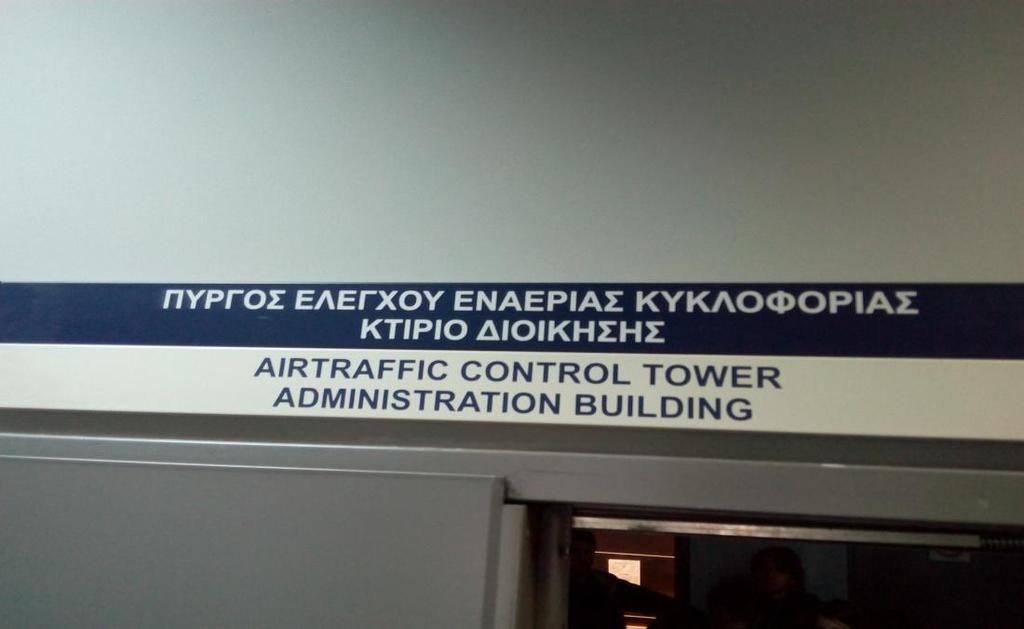 ΠΥΡΓΟΣ ΕΛΕΓΧΟΥ ΕΝΑΕΡΙΑΣ ΚΥΚΛΟΦΟΡΙΑΣ
ΚΤΙΡΙΟ ΔΙΟΙΚΗΣΗΣ
AIRTRAFFIC CONTROL TOWER
ADMINISTRATION BUILDING